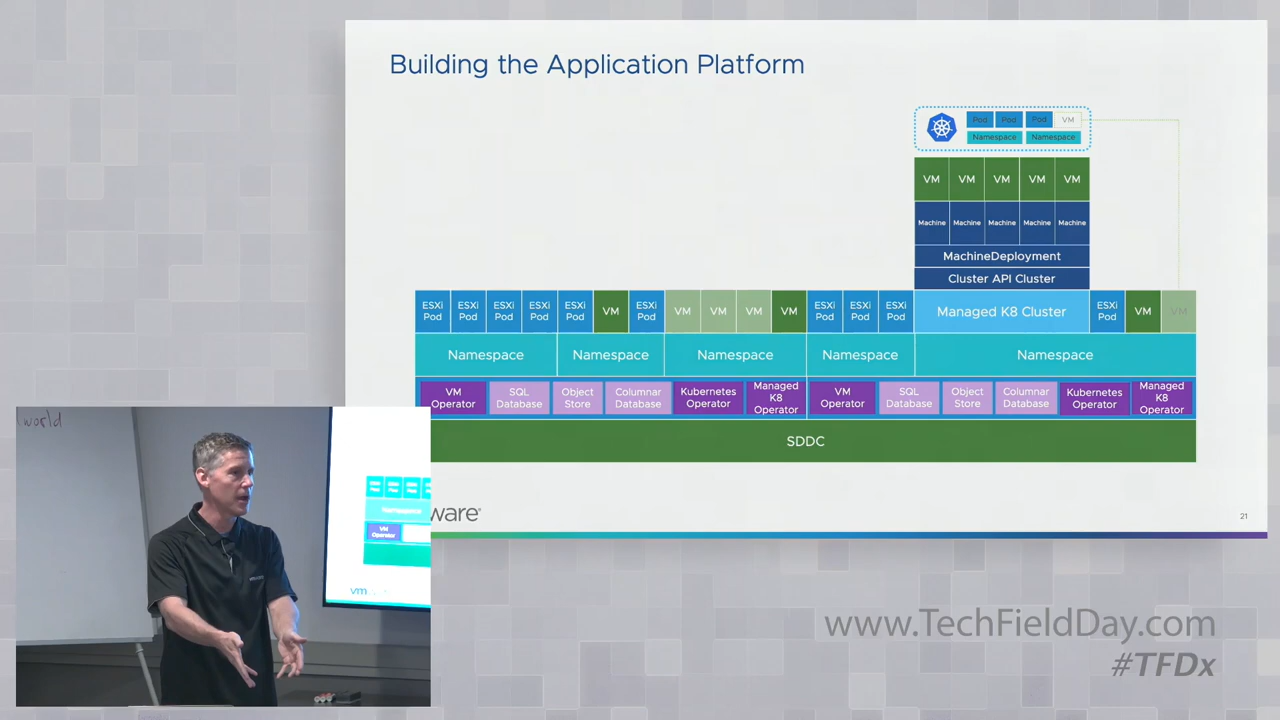 Building the Application Platform
Pod Pod Pod VM
Namespace Namespace
VM VM VM VM VM
Machine Machine Machine Machine Machine
MachineDeployment
Cluster API Cluster
ESXi Pod ESXi Pod ESXi Pod ESXi Pod ESXi Pod VM ESXi Pod VM VM VM VM ESXi Pod ESXi Pod ESXi Pod Managed K8 Cluster ESXi Pod VM VM
Namespace Namespace Namespace Namespace Namespace
VM Operator SQL Database Object Store Columnar Database Kubernetes Operator Managed K8 Operator VM Operator SQL Database Object Store Columnar Database Kubernetes Operator Managed K8 Operator
SDDC
ware®
21
world
Namespace
VM Operator
vm
www.TechFieldDay.com
#TFDx